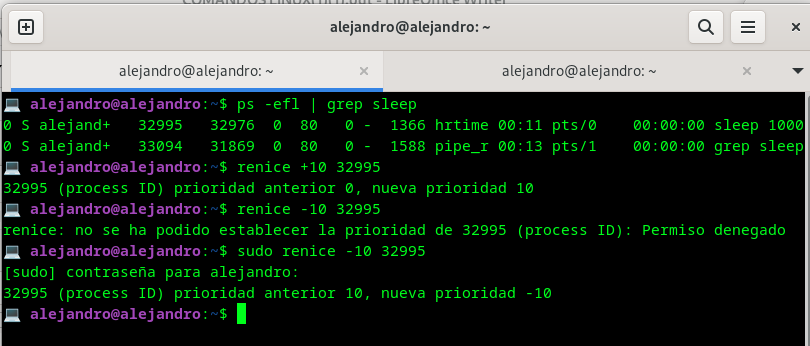 alejandro@alejandro: ~
alejandro@alejandro: ~ ×
alejandro@alejandro: ~ ×
alejandro@alejandro:~$ ps -efl | grep sleep
0 S alejand+ 32995 32976 0 80 0 - 1366 hrtime 00:11 pts/0 00:00:00 sleep 1000
0 S alejand+ 33094 31869 0 80 0 - 1588 pipe_r 00:13 pts/1 00:00:00 grep sleep
alejandro@alejandro:~$ renice +10 32995
32995 (process ID) prioridad anterior 0, nueva prioridad 10
alejandro@alejandro:~$ renice -10 32995
renice: no se ha podido establecer la prioridad de 32995 (process ID): Permiso denegado
alejandro@alejandro:~$ sudo renice -10 32995
[sudo] contraseña para alejandro:
32995 (process ID) prioridad anterior 10, nueva prioridad -10
alejandro@alejandro:~$